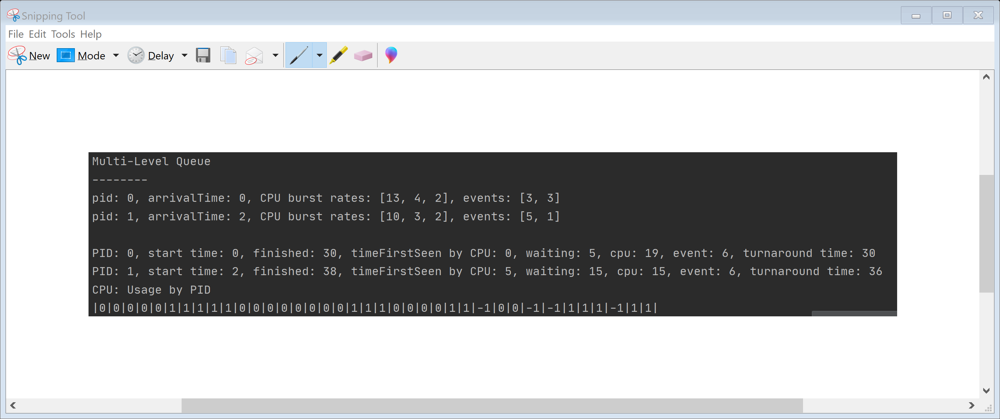 Snipping Tool
File Edit Tools Help
New Mode Delay
Multi-Level Queue
--------
pid: 0, arrivalTime: 0, CPU burst rates: [13, 4, 2], events: [3, 3]
pid: 1, arrivalTime: 2, CPU burst rates: [10, 3, 2], events: [5, 1]
PID: 0, start time: 0, finished: 30, timeFirstSeen by CPU: 0, waiting: 5, cpu: 19, event: 6, turnaround time: 30
PID: 1, start time: 2, finished: 38, timeFirstSeen by CPU: 5, waiting: 15, cpu: 15, event: 6, turnaround time: 36
CPU: Usage by PID
|0|0|0|0|0|1|1|1|1|1|0|0|0|0|0|0|0|0|1|1|1|0|0|0|0|1|1|-1|0|0|-1|-1|1|1|1|-1|1|1|